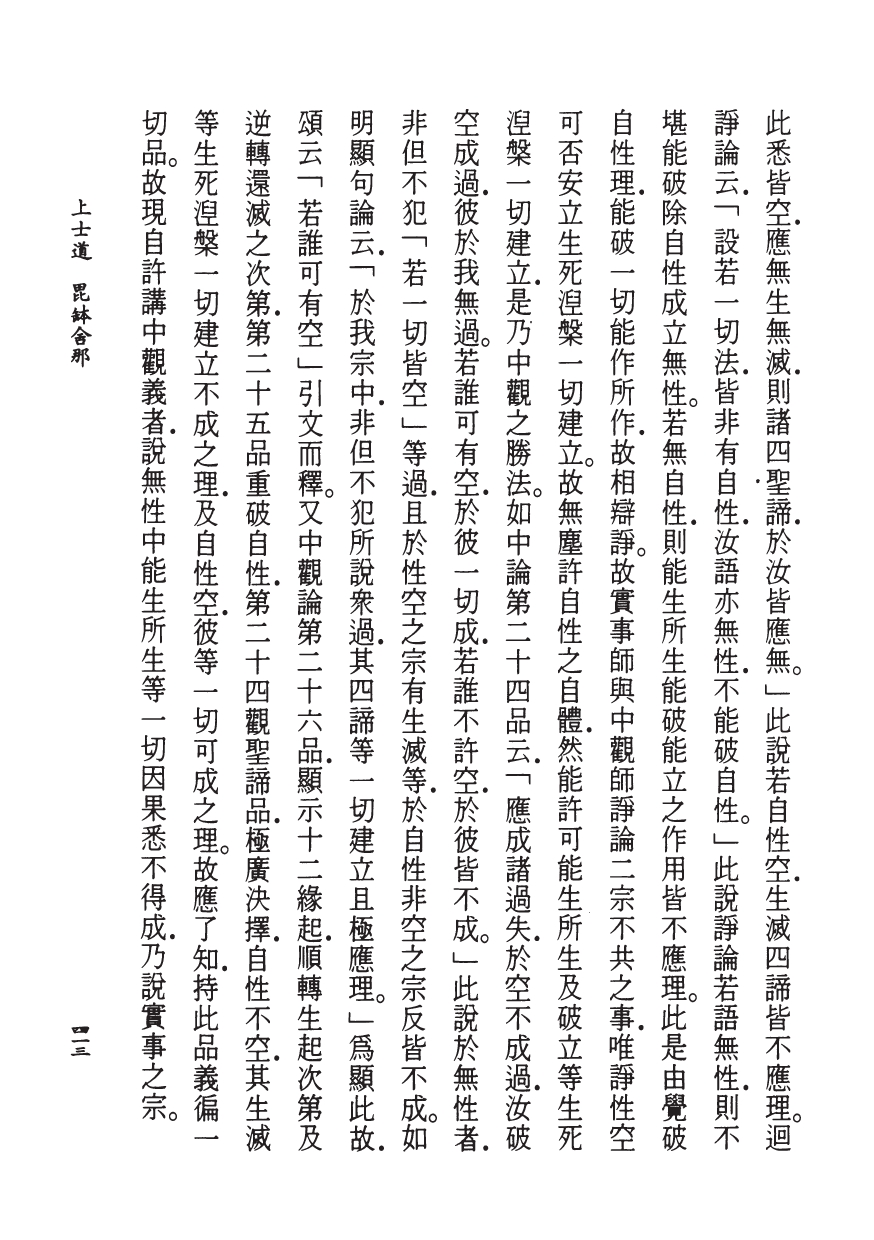 此悉皆空．應無生無滅．則諸四聖諦．於汝皆應無。」此說若自性空．生滅四諦皆不應理。迴
諍論云．「設若一切法．皆非有自性．汝語亦無性．不能破自性。」此說諍論若語無性．則不
堪能破除自性成立無性。若無自性．則能生所生能破能立之作用皆不應理。此是由覺破
自性理．能破一切能作所作．故相辯諍。故實事師與中觀師諍論二宗不共之事．唯諍性空
可否安立生死涅槃一切建立。故無塵許自性之自體．然能許可能生所生及破立等生死
涅槃一切建立．是乃中觀之勝法。如中論第二十四品云．「應成諸過失．於空不成過．汝破
空成過．彼於我無過。若誰可有空．於彼一切成．若誰不許空．於彼皆不成。」此說於無性者．
非但不犯「若一切皆空」等過．且於性空之宗有生滅等．於自性非空之宗反皆不成。如
明顯句論云．「於我宗中．非但不犯所說衆過．其四諦等一切建立且極應理。」爲顯此故．
頌云「若誰可有空」引文而釋。又中觀論第二十六品．顯示十二緣起．順轉生起次第及
逆轉還滅之次第．第二十五品重破自性．第二十四觀聖諦品．極廣決擇．自性不空．其生滅
等生死涅槃一切建立不成之理．及自性空．彼等一切可成之理。故應了知．持此品義徧一
切品。故現自許講中觀義者．說無性中能生所生等一切因果悉不得成．乃說實事之宗。
上士道　毘鉢舍那
四一三